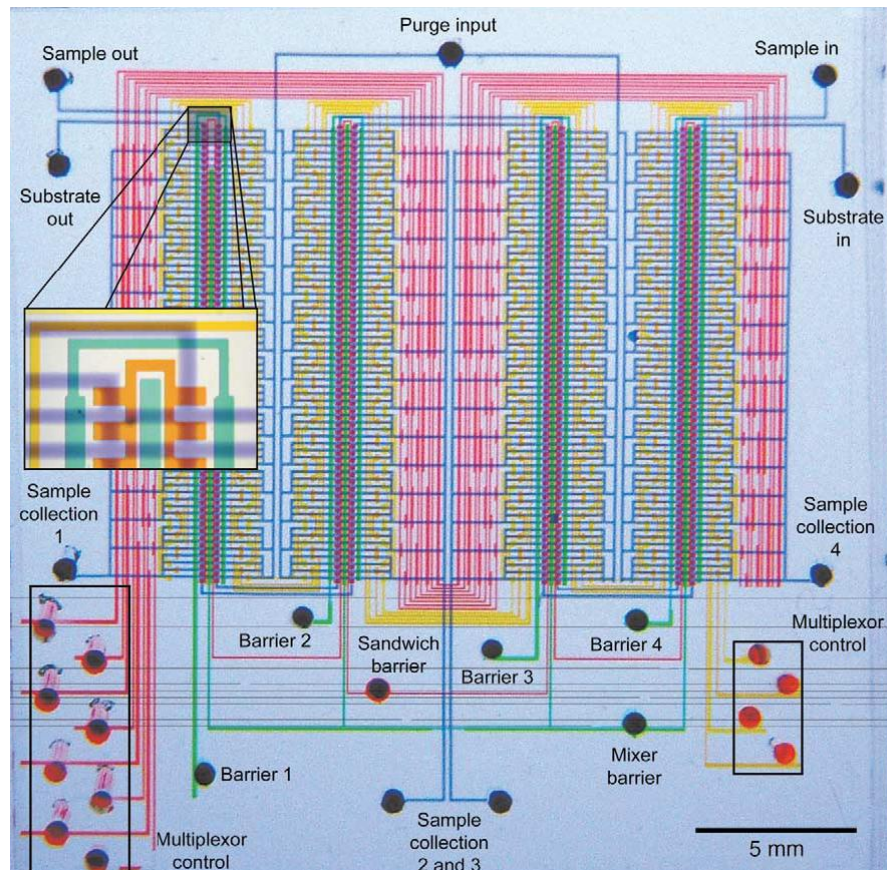 Purge input
Sample out
Sample in
Substrate
out
Substrate
in
Sample
collection
1
Sample
collection
4
Barrier 2
Sandwich
barrier
Barrier 3
Barrier 4
Multiplexor
control
Barrier 1
Mixer
barrier
Multiplexor
control
Sample
collection
2 and 3
5 mm